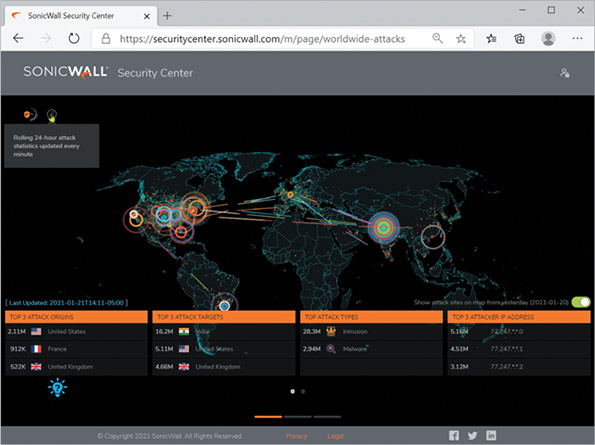 SonicWall Security Center
https://securitycenter.sonicwall.com/m/page/worldwide-attacks
SONICWALL Security Center
Rolling 24-hour attack
statistics updated every
minute
[ Last Updated: 2021-01-21T14:11-05:00 ]
Show attack sites on map from yesterday (2021-01-20)
TOP 3 ATTACK ORIGINS
2.11M United States
912K France
522K United Kingdom
TOP 3 ATTACK TARGETS
16.2M India
5.11M United States
4.66M United Kingdom
TOP ATTACK TYPES
28.3M Intrusion
2.94M Malware
TOP 3 ATTACKER IP ADDRESS
5.16M 77.247.*.*.0
4.51M 77.247.*.*.1
3.12M 77.247.*.*.2
© Copyright 2021 SonicWall. All Rights Reserved. Privacy Legal